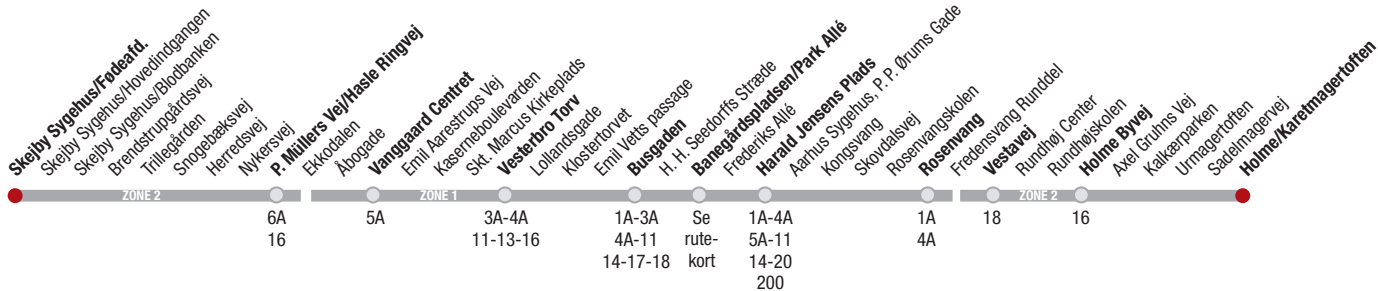 Skejby Sygehus/Fødeafd.
Skejby Sygehus/Hovedindgangen
Skejby Sygehus/Blodbanken
Brendstrupgårdsvej
Trillegården
Snogebæksvej
Herredsvej
Nykersvej
P. Müllers Vej/Hasle Ringvej
Ekkodalen
Åbogade
Vanggaard Centret
Emil Aarestrups Vej
Kaserneboulevarden
Skt. Marcus Kirkeplads
Vesterbro Torv
Lollandsgade
Klostertorvet
Emil Vetts passage
Busgaden
H. H. Seedorffs Stræde
Banegårdspladsen/Park Allé
Frederiks Allé
Harald Jensens Plads
Aarhus Sygehus, P. P. Ørums Gade
Kongsvang
Skovdalsvej
Rosenvangskolen
Rosenvang
Fredensvang Runddel
Vestavej
Rundhøj Center
Rundhøjskolen
Holme Byvej
Axel Gruhns Vej
Kalkærparken
Urmagertoften
Sadelmagervej
Holme/Karetmagertoften
ZONE 2
ZONE 1
ZONE 2
6A
16
5A
3A-4A
11-13-16
1A-3A
4A-11
14-17-18
Se
rute-
kort
1A-4A
5A-11
14-20
200
1A
4A
18
16